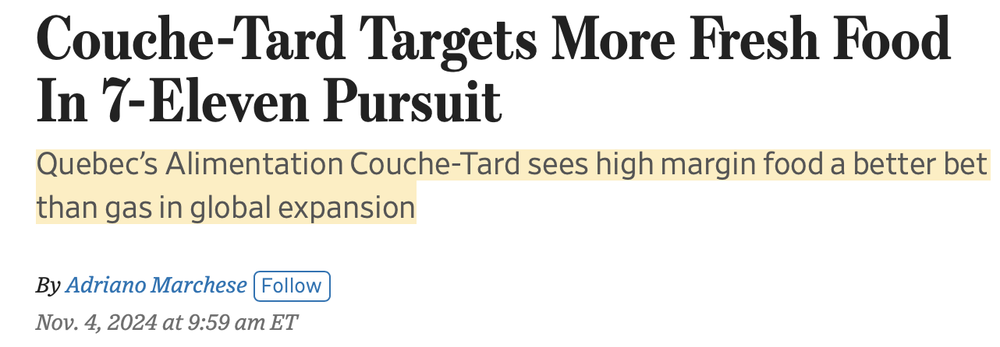 Couche-Tard Targets More Fresh Food
In 7-Eleven Pursuit
Quebec’s Alimentation Couche-Tard sees high margin food a better bet
than gas in global expansion
By Adriano Marchese Follow
Nov. 4, 2024 at 9:59 am ET